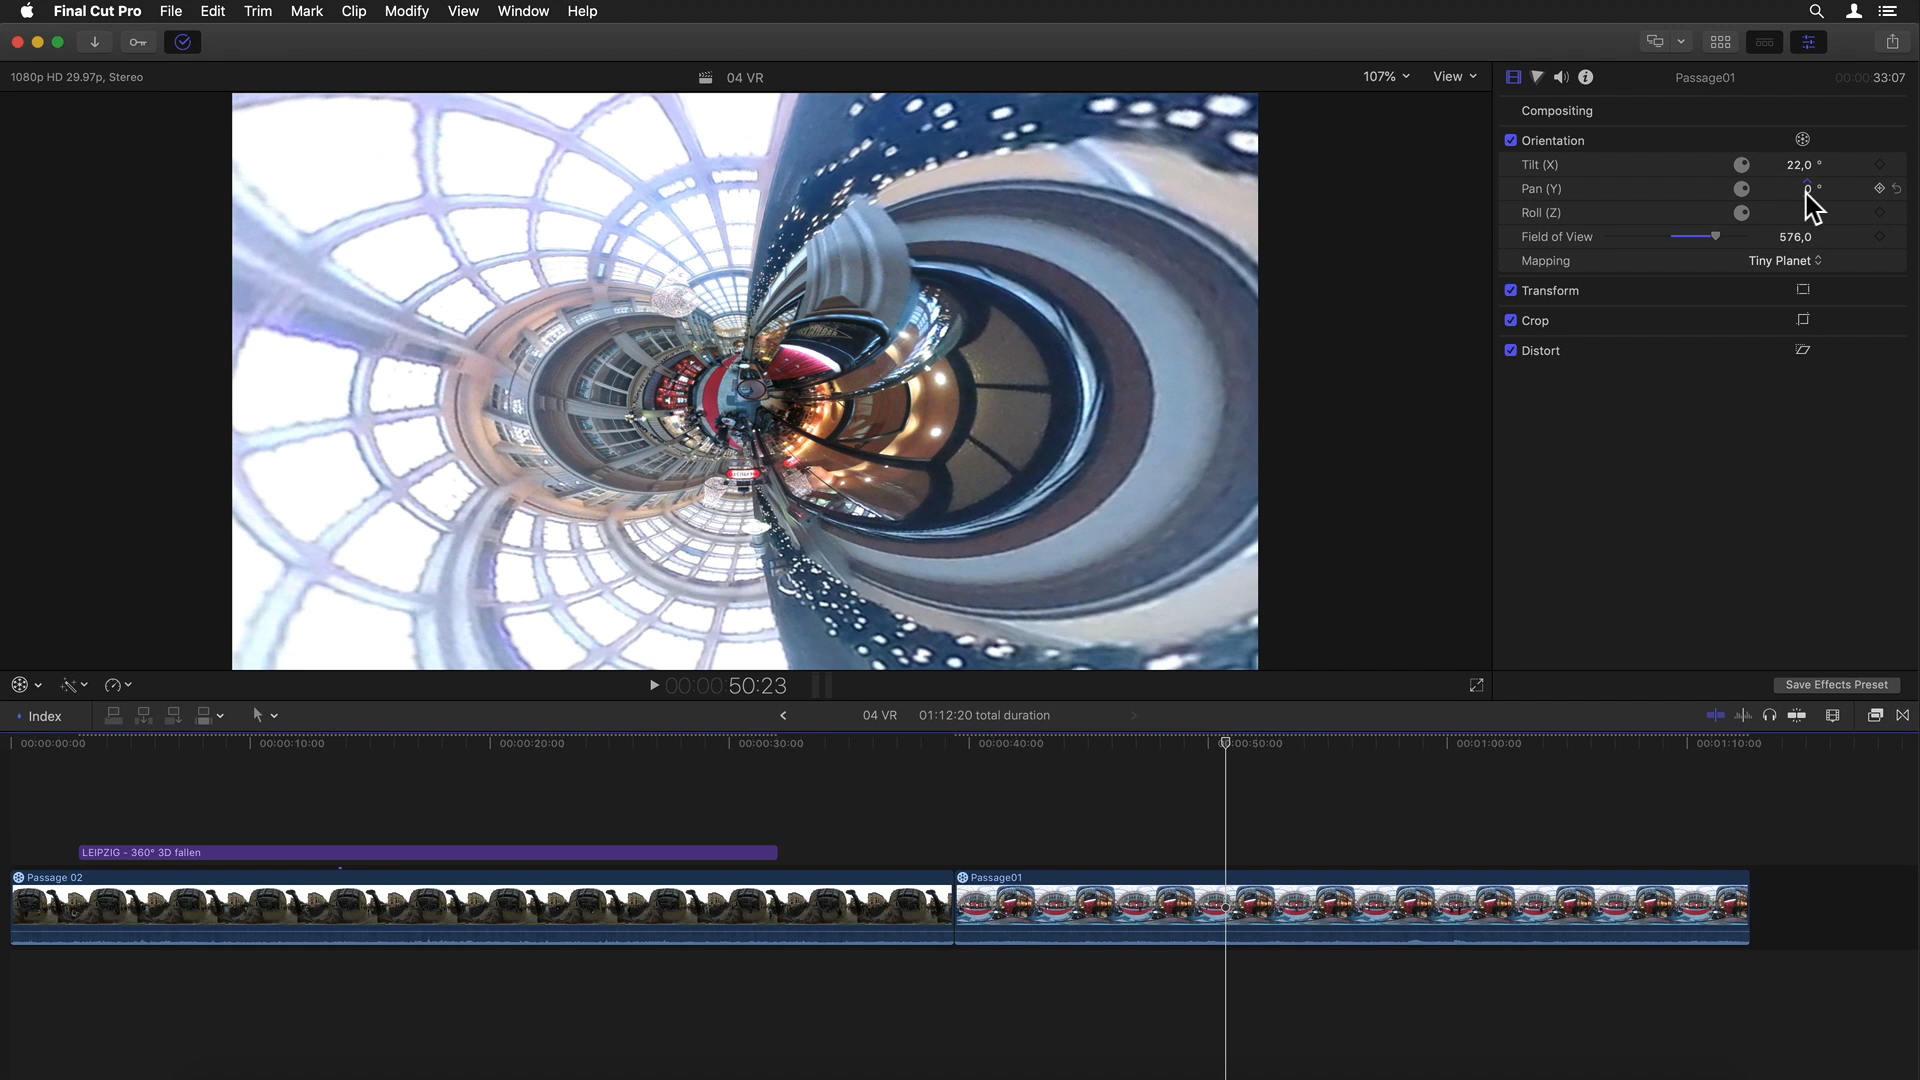 Final Cut Pro File Edit Trim Mark Clip Modify View Window Help
1080p HD 29.97p, Stereo
04 VR
107%
View
Passage01
00:00:33:07
Compositing
Orientation
Tilt (X) 22,0 °
Pan (Y) 0 °
Roll (Z)
Field of View 576,0
Mapping Tiny Planet
Transform
Crop
Distort
00:00:50:23
Save Effects Preset
Index
04 VR
01:12:20 total duration
00:00:00:00
00:00:10:00
00:00:20:00
00:00:30:00
00:00:40:00
00:00:50:00
00:01:00:00
00:01:10:00
LEIPZIG - 360° 3D fallen
Passage 02
Passage01